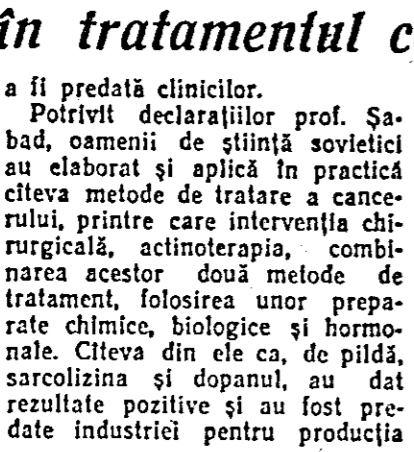 în tratamentul c
a fi predată clinicilor.
Potrivit declarațiilor prof. Șa-
bad, oamenii de știință sovietici
au elaborat și aplică în practică
cîteva metode de tratare a cance-
rului, printre care intervenția chi-
rurgicală, actinoterapia, combi-
narea acestor două metode de
tratament, folosirea unor prepa-
rate chimice, biologice și hormo-
nale. Cîteva din ele ca, de pildă,
sarcolizina și dopanul, au dat
rezultate pozitive și au fost pre-
date industriei pentru producția